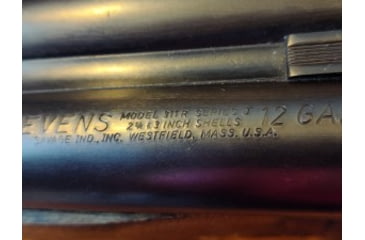 EVENS MODEL 311R SERIES J 12 GA.
2¾ & 3 INCH SHELLS
SAVAGE IND., INC. WESTFIELD, MASS. U.S.A.